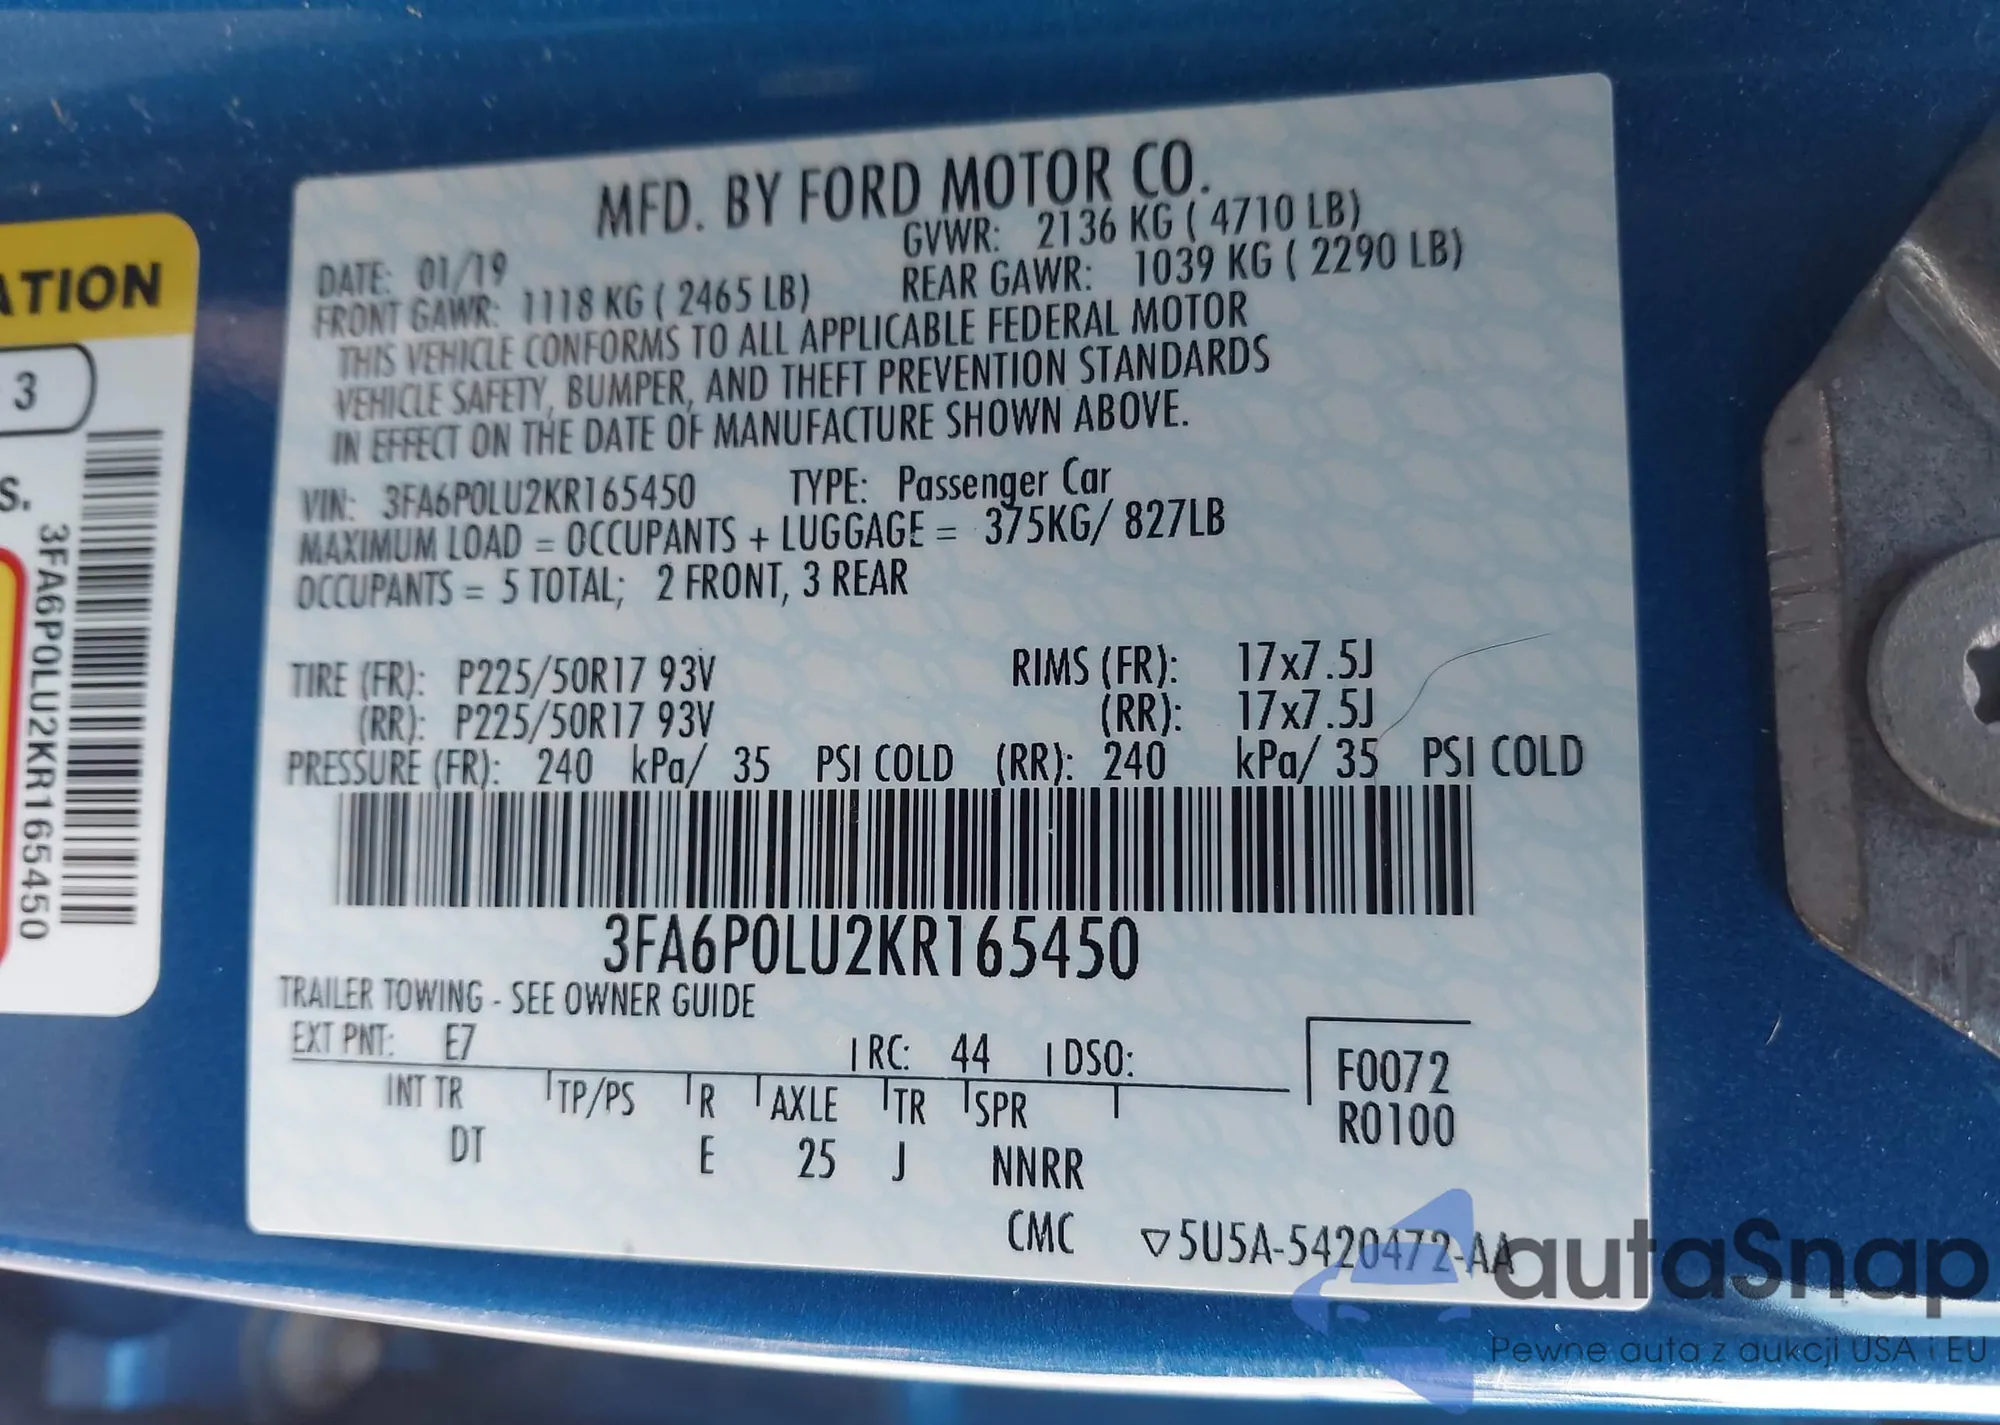 ATION
3
S.
3FA6P0LU2KR165450
MFD. BY FORD MOTOR CO.
DATE: 01/19 GVWR: 2136 KG ( 4710 LB)
FRONT GAWR: 1118 KG ( 2465 LB) REAR GAWR: 1039 KG ( 2290 LB)
THIS VEHICLE CONFORMS TO ALL APPLICABLE FEDERAL MOTOR
VEHICLE SAFETY, BUMPER, AND THEFT PREVENTION STANDARDS
IN EFFECT ON THE DATE OF MANUFACTURE SHOWN ABOVE.
VIN: 3FA6P0LU2KR165450 TYPE: Passenger Car
MAXIMUM LOAD = OCCUPANTS + LUGGAGE = 375KG/ 827LB
OCCUPANTS = 5 TOTAL; 2 FRONT, 3 REAR
TIRE (FR): P225/50R17 93V RIMS (FR): 17x7.5J
(RR): P225/50R17 93V (RR): 17x7.5J
PRESSURE (FR): 240 kPa/ 35 PSI COLD (RR): 240 kPa/ 35 PSI COLD
3FA6P0LU2KR165450
TRAILER TOWING - SEE OWNER GUIDE
EXT PNT: E7 RC: 44 DSO:
F0072
R0100
INT TR TP/PS R AXLE TR SPR
DT E 25 J NNRR
CMC ▽5U5A-5420472-AA
autaSnap
Pewne auta z aukcji USA i EU